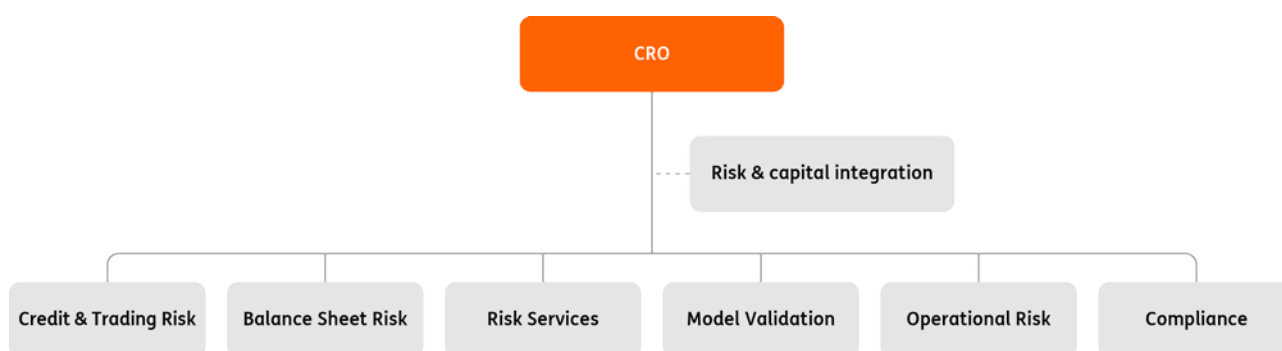 CRO
Risk & capital integration
Credit & Trading Risk
Balance Sheet Risk
Risk Services
Model Validation
Operational Risk
Compliance